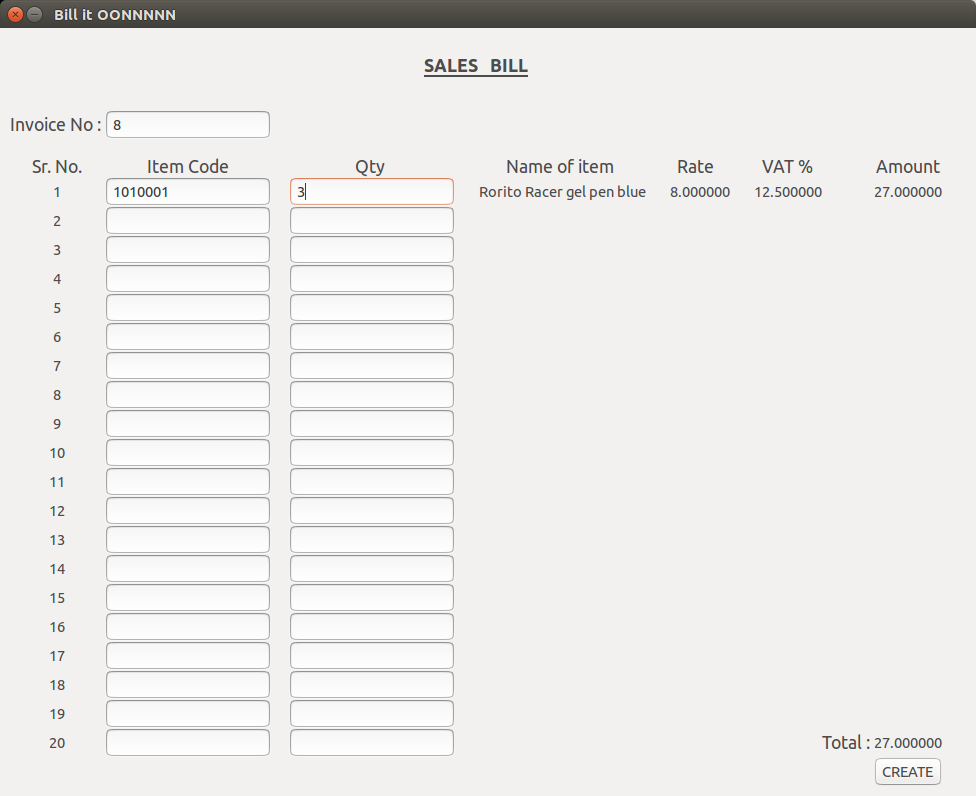 Bill it OONNNNN
SALES BILL
Invoice No : 8
Sr. No. Item Code Qty Name of item Rate VAT % Amount
1 1010001 3 Rorito Racer gel pen blue 8.000000 12.500000 27.000000
2
3
4
5
6
7
8
9
10
11
12
13
14
15
16
17
18
19
20 Total : 27.000000
CREATE